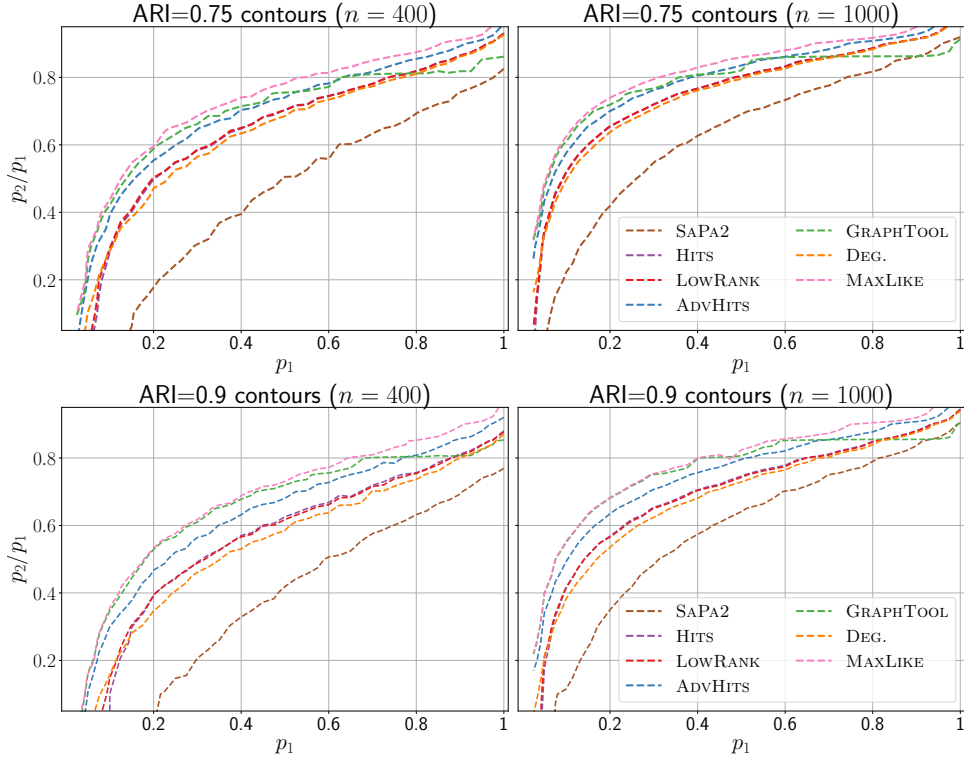 ARI=0.75 contours (n = 400)
ARI=0.75 contours (n = 1000)
p₂/p₁
0.8
0.6
0.4
0.2
0.2 0.4 0.6 0.8 1
p₁
SAPA2
HITS
LOWRANK
ADVHITS
GRAPHTOOL
DEG.
MAXLIKE
0.2 0.4 0.6 0.8 1
p₁
ARI=0.9 contours (n = 400)
ARI=0.9 contours (n = 1000)
p₂/p₁
0.8
0.6
0.4
0.2
0.2 0.4 0.6 0.8 1
p₁
SAPA2
HITS
LOWRANK
ADVHITS
GRAPHTOOL
DEG.
MAXLIKE
0.2 0.4 0.6 0.8 1
p₁